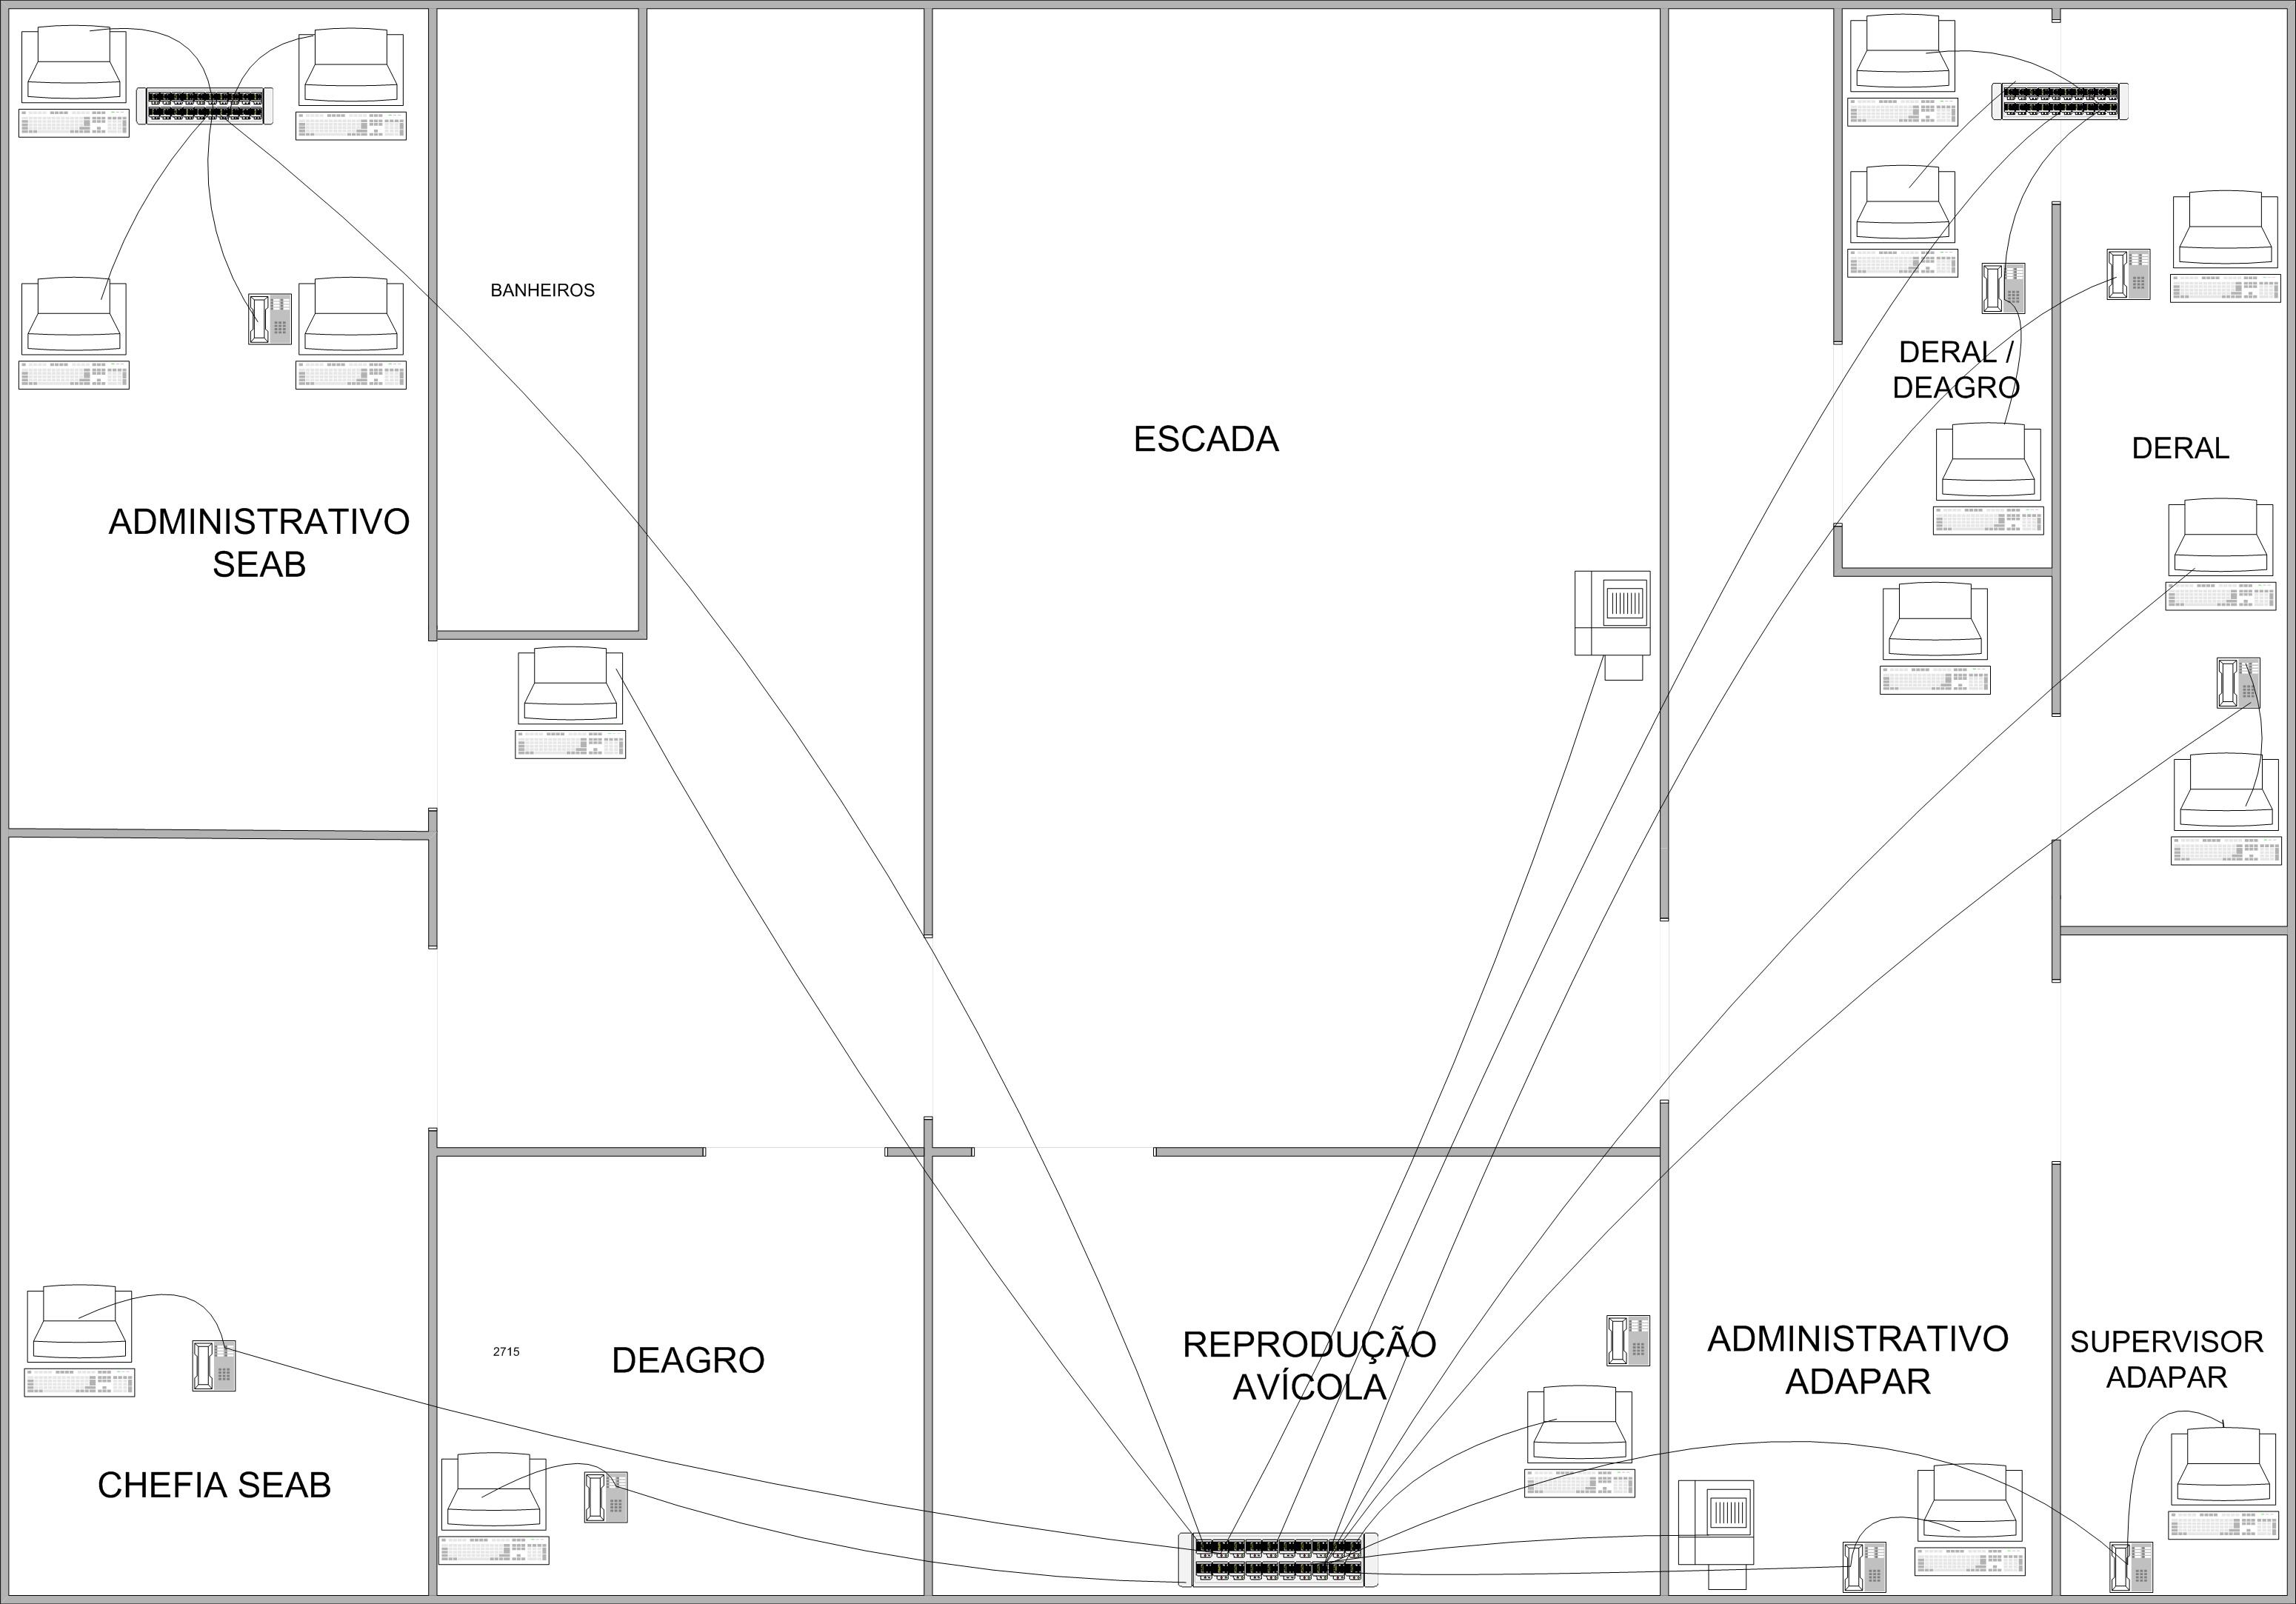 BANHEIROS
ESCADA
DERAL /
DEAGRO
DERAL
ADMINISTRATIVO
SEAB
2715
DEAGRO
REPRODUÇÃO
AVÍCOLA
ADMINISTRATIVO
ADAPAR
SUPERVISOR
ADAPAR
CHEFIA SEAB